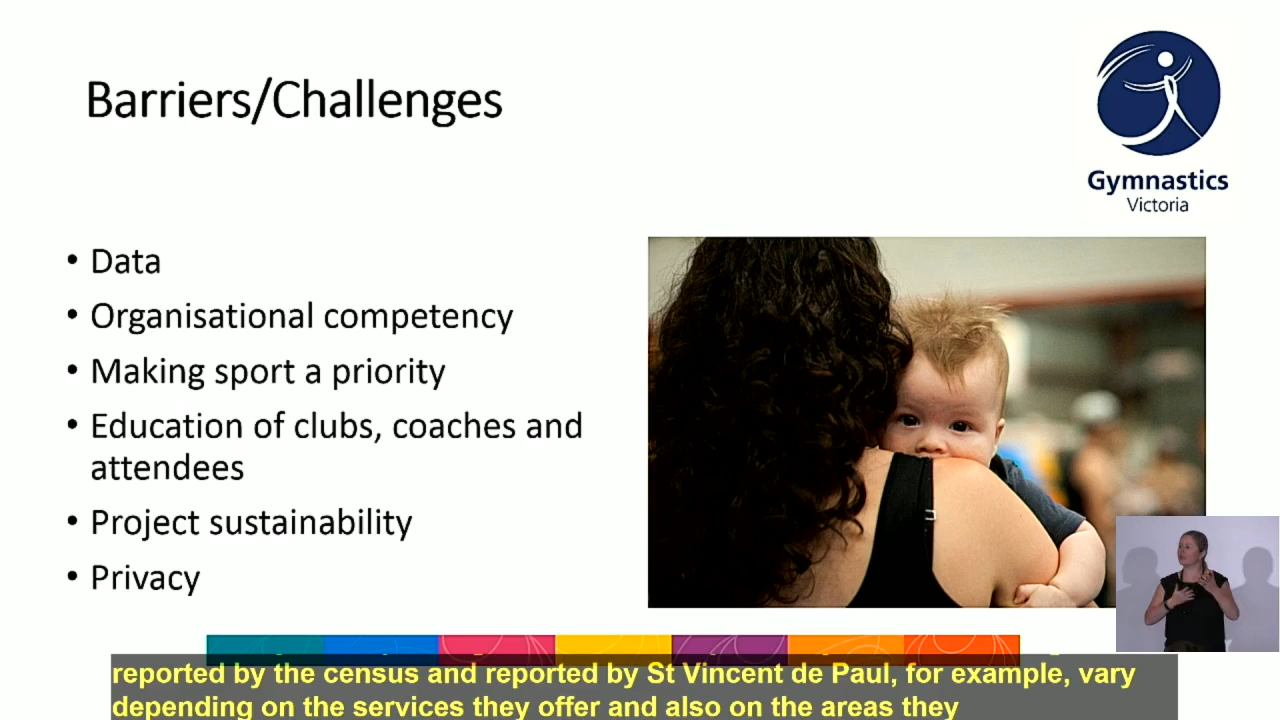 Barriers/Challenges
Gymnastics
Victoria
• Data
• Organisational competency
• Making sport a priority
• Education of clubs, coaches and
attendees
• Project sustainability
• Privacy
reported by the census and reported by St Vincent de Paul, for example, vary
depending on the services they offer and also on the areas they